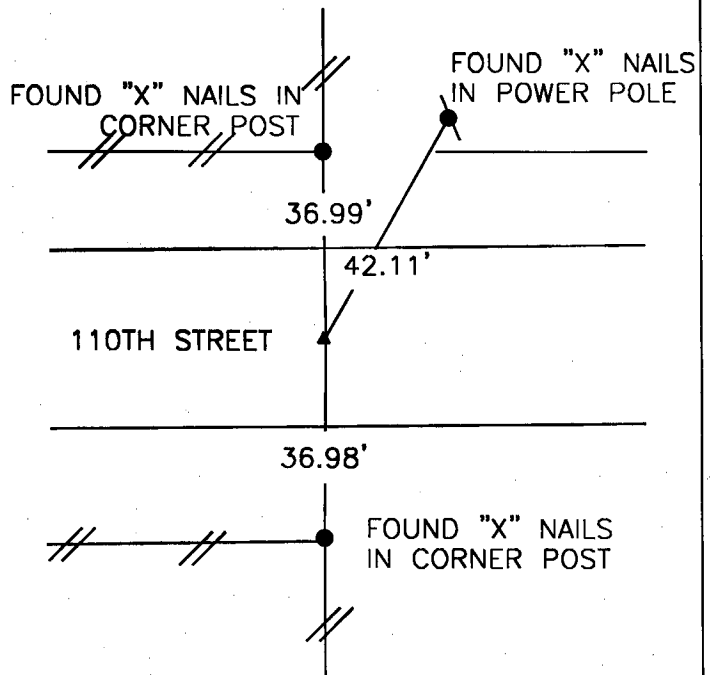 FOUND "X" NAILS IN
CORNER POST
FOUND "X" NAILS
IN POWER POLE
36.99'
42.11'
110TH STREET
36.98'
FOUND "X" NAILS
IN CORNER POST